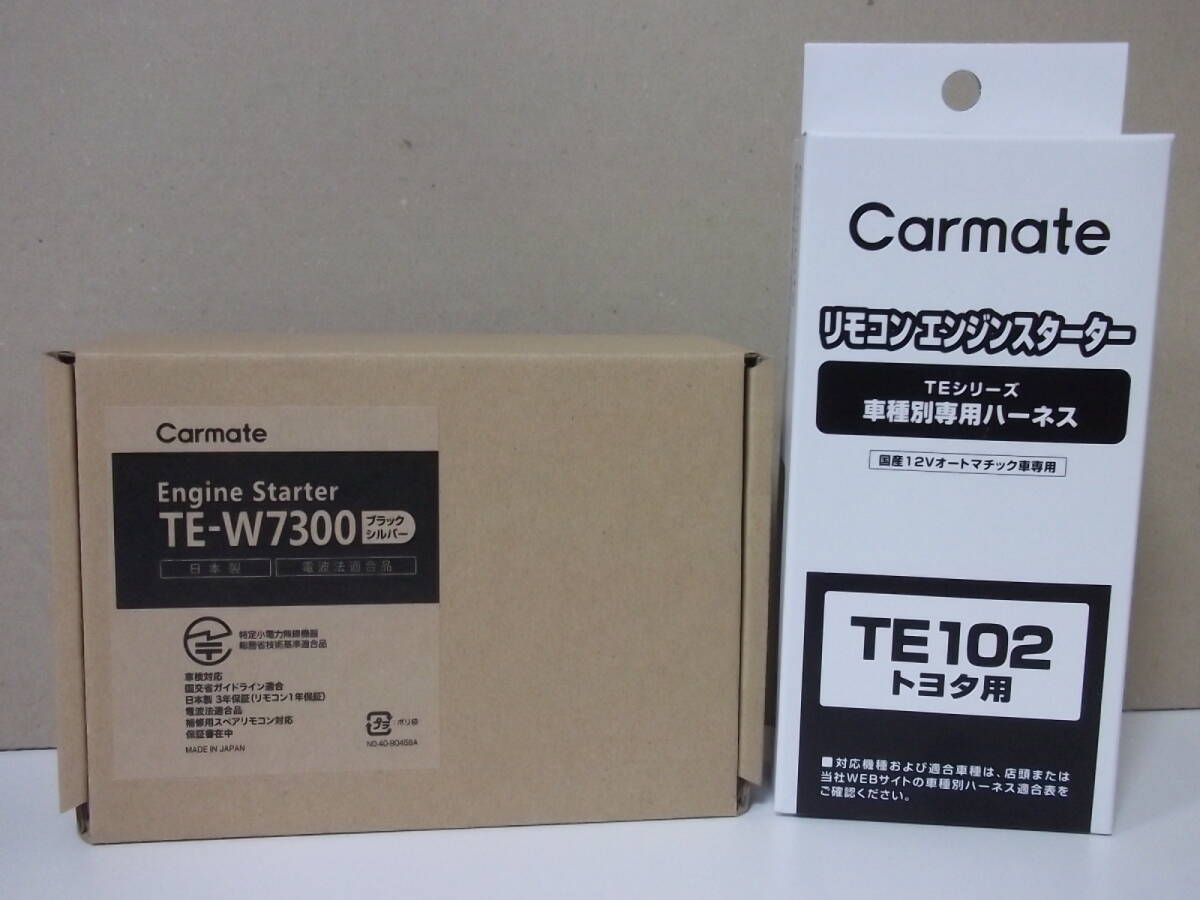 Carmate
Engine Starter
TE-W7300 ブラック
シルバー
日本製 電波法適合品
特定小電力無線機器
総務省技術基準適合品
車検対応
国交省ガイドライン適合
日本製 3年保証(リモコン1年保証)
電波法適合品
補修用スペアリモコン対応
保証書在中
MADE IN JAPAN
プラ :ポリ袋
Carmate
リモコンエンジンスターター
TEシリーズ
車種別専用ハーネス
国産12Vオートマチック車専用
TE102
トヨタ用
■対応機種および適合車種は、店頭または
当社WEBサイトの車種別ハーネス適合表を
ご確認ください。